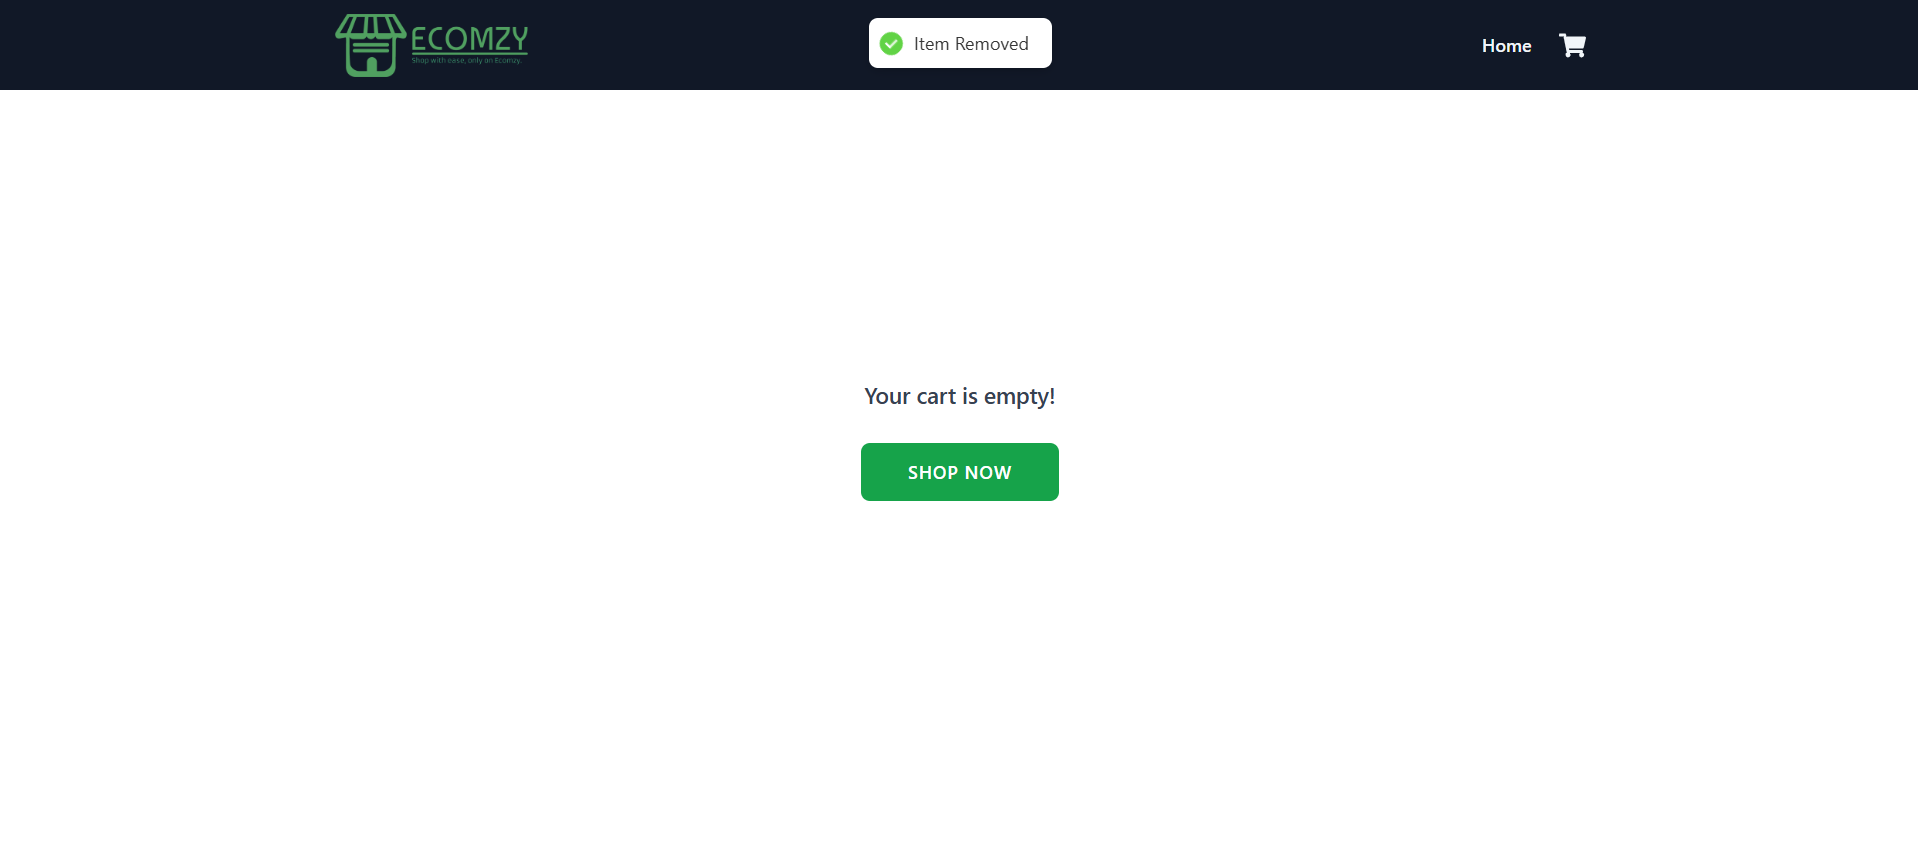 ECOMZY
Shop with ease, only on Ecomzy.
Item Removed
Home
Your cart is empty!
SHOP NOW